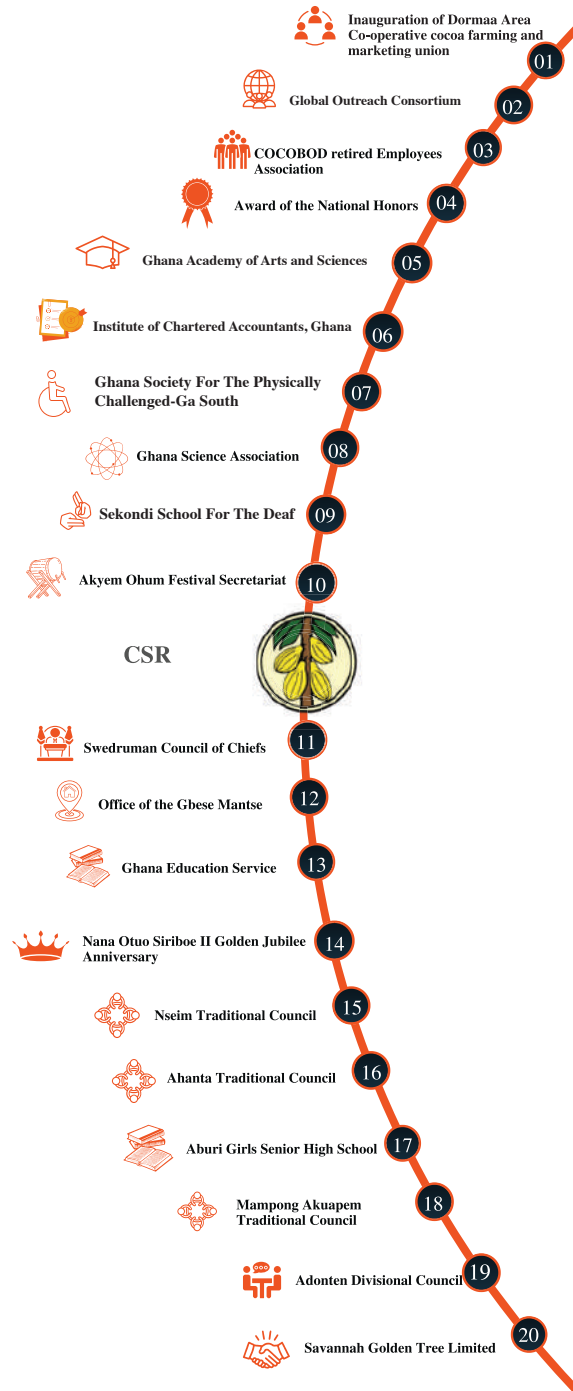 Inauguration of Dormaa Area
Co-operative cocoa farming and
marketing union
01
Global Outreach Consortium
02
COCOBOD retired Employees
Association
03
Award of the National Honors
04
Ghana Academy of Arts and Sciences
05
Institute of Chartered Accountants, Ghana
06
Ghana Society For The Physically
Challenged-Ga South
07
Ghana Science Association
08
Sekondi School For The Deaf
09
Akyem Ohum Festival Secretariat
10
CSR
Swedruman Council of Chiefs
11
Office of the Gbese Mantse
12
Ghana Education Service
13
Nana Otuo Siriboe II Golden Jubilee
Anniversary
14
Nseim Traditional Council
15
Ahanta Traditional Council
16
Aburi Girls Senior High School
17
Mampong Akuapem
Traditional Council
18
Adonten Divisional Council
19
Savannah Golden Tree Limited
20